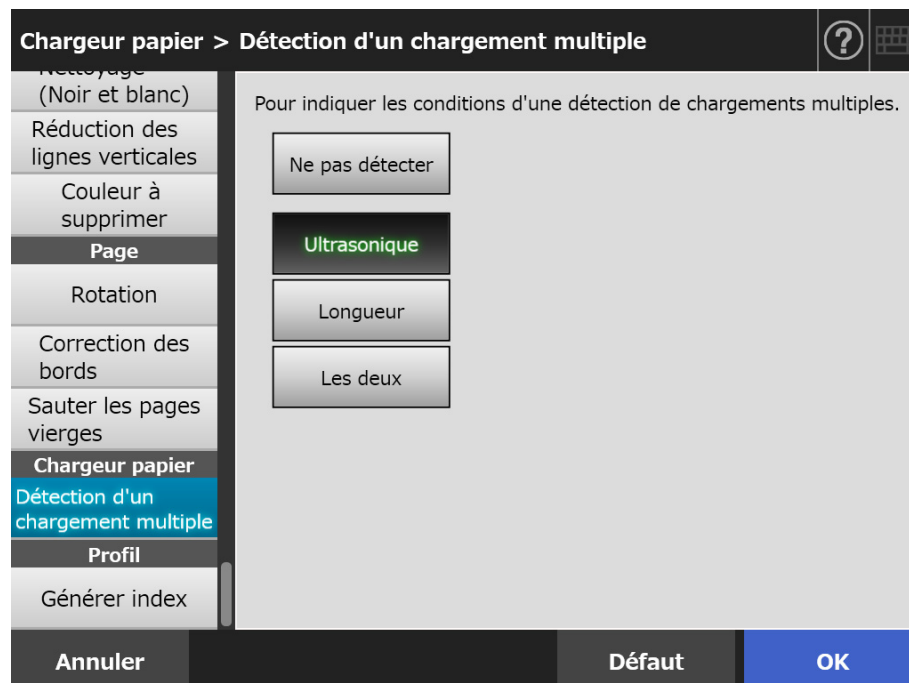 Chargeur papier > Détection d'un chargement multiple
?
Nettoyage
(Noir et blanc)
Réduction des
lignes verticales
Couleur à
supprimer
Page
Rotation
Correction des
bords
Sauter les pages
vierges
Chargeur papier
Détection d'un
chargement multiple
Profil
Générer index
Pour indiquer les conditions d'une détection de chargements multiples.
Ne pas détecter
Ultrasonique
Longueur
Les deux
Annuler
Défaut
OK